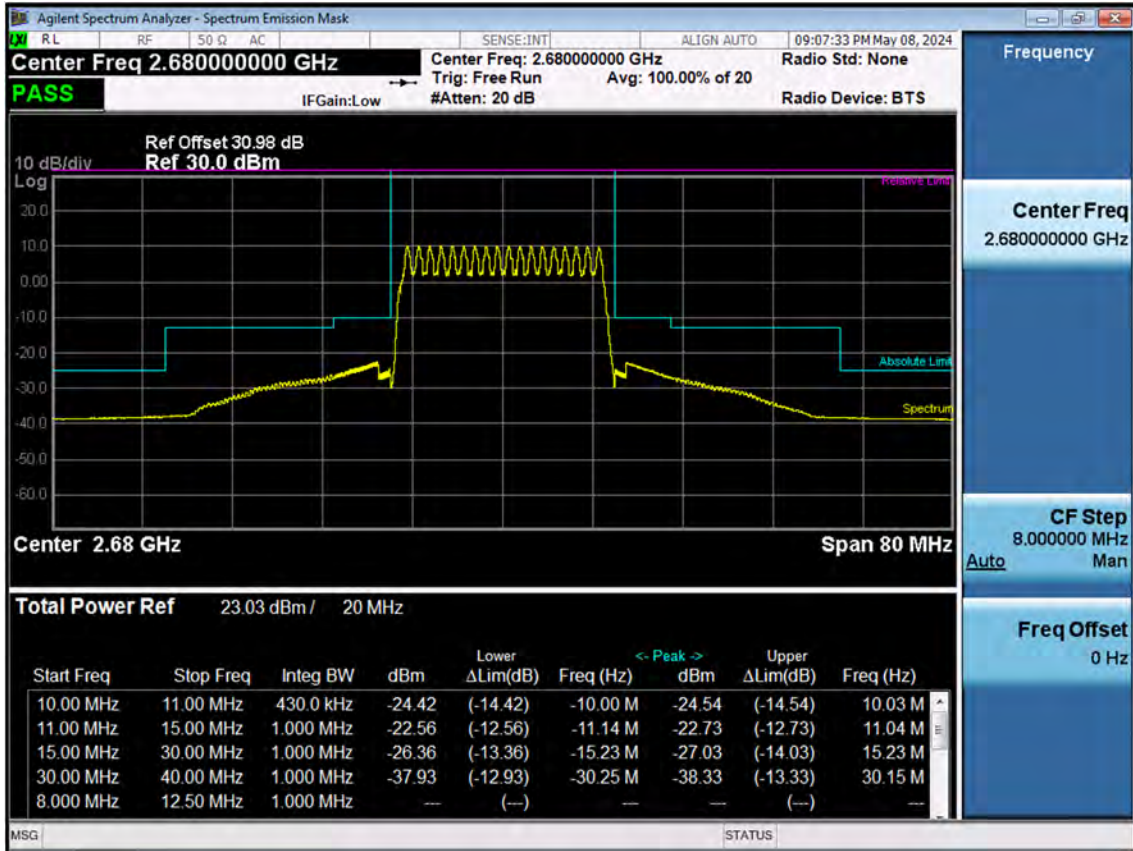 Agilent Spectrum Analyzer - Spectrum Emission Mask
LXI RL RF 50 Ω AC SENSE:INT ALIGN AUTO 09:07:33 PM May 08, 2024
Center Freq 2.680000000 GHz
Center Freq: 2.680000000 GHz
Radio Std: None
Trig: Free Run Avg: 100.00% of 20
PASS
IFGain:Low
#Atten: 20 dB
Radio Device: BTS
Ref Offset 30.98 dB
10 dB/div Ref 30.0 dBm
Log
Relative Limit
20.0
10.0
0.00
-10.0
-20.0
Absolute Limit
-30.0
Spectrum
-40.0
-50.0
-60.0
Center 2.68 GHz Span 80 MHz
Total Power Ref 23.03 dBm / 20 MHz
Lower <- Peak -> Upper
Start Freq Stop Freq Integ BW dBm ΔLim(dB) Freq (Hz) dBm ΔLim(dB) Freq (Hz)
10.00 MHz 11.00 MHz 430.0 kHz -24.42 (-14.42) -10.00 M -24.54 (-14.54) 10.03 M
11.00 MHz 15.00 MHz 1.000 MHz -22.56 (-12.56) -11.14 M -22.73 (-12.73) 11.04 M
15.00 MHz 30.00 MHz 1.000 MHz -26.36 (-13.36) -15.23 M -27.03 (-14.03) 15.23 M
30.00 MHz 40.00 MHz 1.000 MHz -37.93 (-12.93) -30.25 M -38.33 (-13.33) 30.15 M
8.000 MHz 12.50 MHz 1.000 MHz --- (---) --- --- (---) ---
MSG STATUS
Frequency
Center Freq
2.680000000 GHz
CF Step
8.000000 MHz
Auto Man
Freq Offset
0 Hz